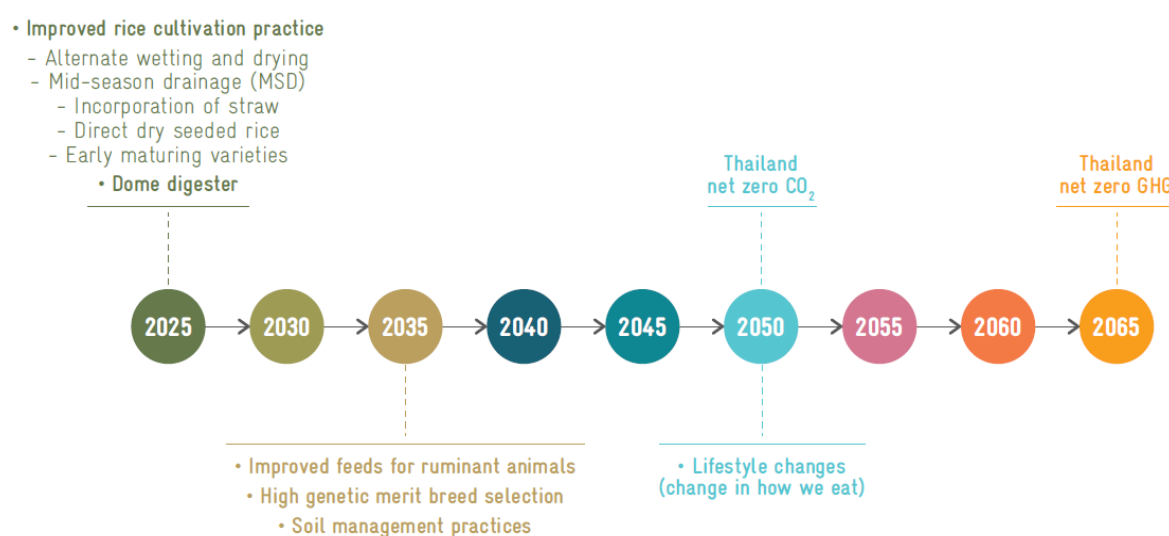 • Improved rice cultivation practice
- Alternate wetting and drying
- Mid-season drainage (MSD)
- Incorporation of straw
- Direct dry seeded rice
- Early maturing varieties
• Dome digester
Thailand
net zero CO₂
Thailand
net zero GHG
2025
2030
2035
2040
2045
2050
2055
2060
2065
• Improved feeds for ruminant animals
• High genetic merit breed selection
• Soil management practices
• Lifestyle changes
(change in how we eat)